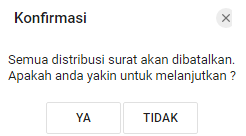 Konfirmasi
Semua distribusi surat akan dibatalkan.
Apakah anda yakin untuk melanjutkan ?
YA TIDAK